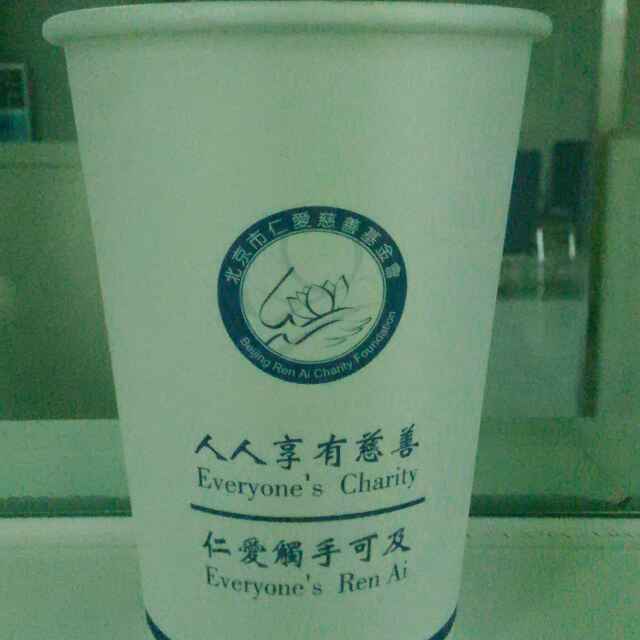 北京市仁愛慈善基金會
Beijing Ren Ai Charity Foundation
人人享有慈善
Everyone's Charity
仁愛觸手可及
Everyone's Ren Ai